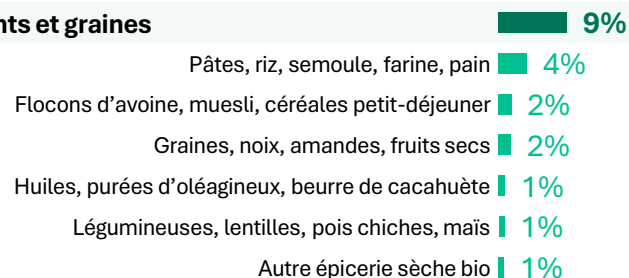 et graines 9%
Pâtes, riz, semoule, farine, pain 4%
Flocons d’avoine, muesli, céréales petit-déjeuner 2%
Graines, noix, amandes, fruits secs 2%
Huiles, purées d’oléagineux, beurre de cacahuète 1%
Légumineuses, lentilles, pois chiches, maïs 1%
Autre épicerie sèche bio 1%